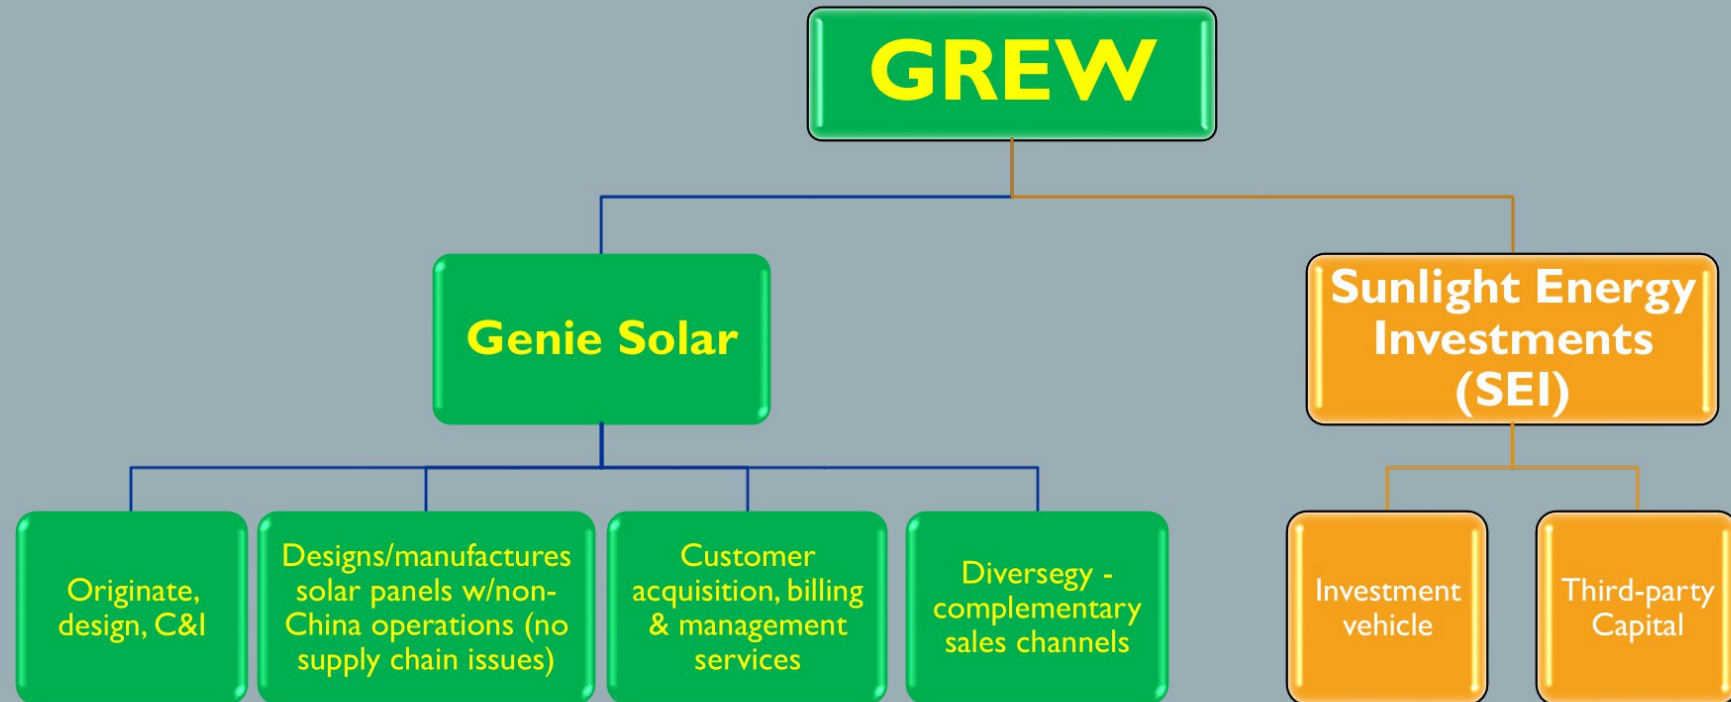 GREW
Genie Solar
Sunlight Energy
Investments
(SEI)
Originate,
design, C&I
Designs/manufactures
solar panels w/non-
China operations (no
supply chain issues)
Customer
acquisition, billing
& management
services
Diversegy -
complementary
sales channels
Investment
vehicle
Third-party
Capital